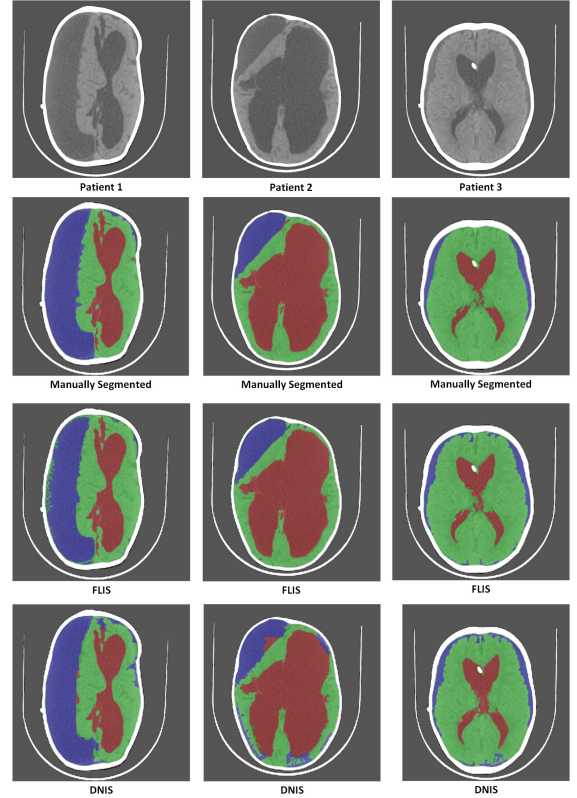 Patient 1 Patient 2 Patient 3
Manually Segmented Manually Segmented Manually Segmented
FLIS FLIS FLIS
DNIS DNIS DNIS